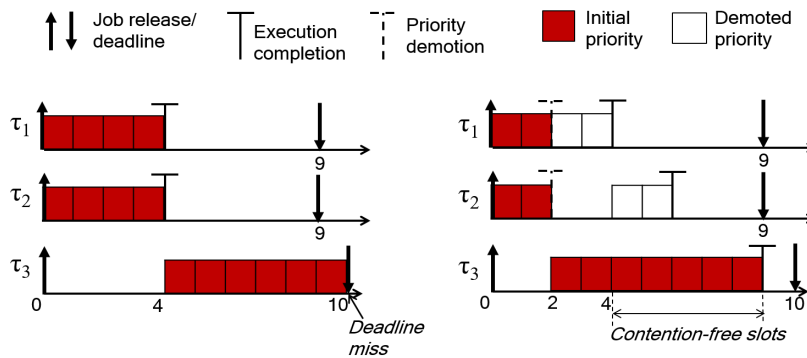 Job release/
deadline
Execution
completion
Priority
demotion
Initial
priority
Demoted
priority
τ1
9
τ2
9
τ3
0
4
10
Deadline
miss
τ1
9
τ2
9
τ3
0
2
4
9
10
Contention-free slots